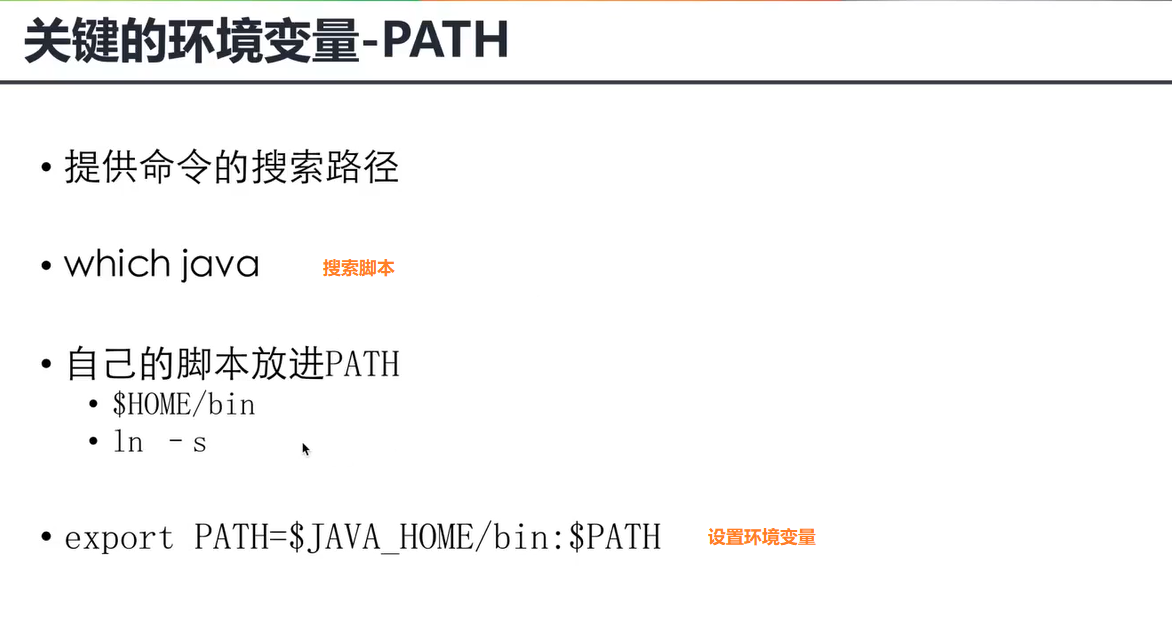 关键的环境变量-PATH
• 提供命令的搜索路径
• which java 搜索脚本
• 自己的脚本放进PATH
• $HOME/bin
• ln －s
• export PATH=$JAVA_HOME/bin:$PATH 设置环境变量